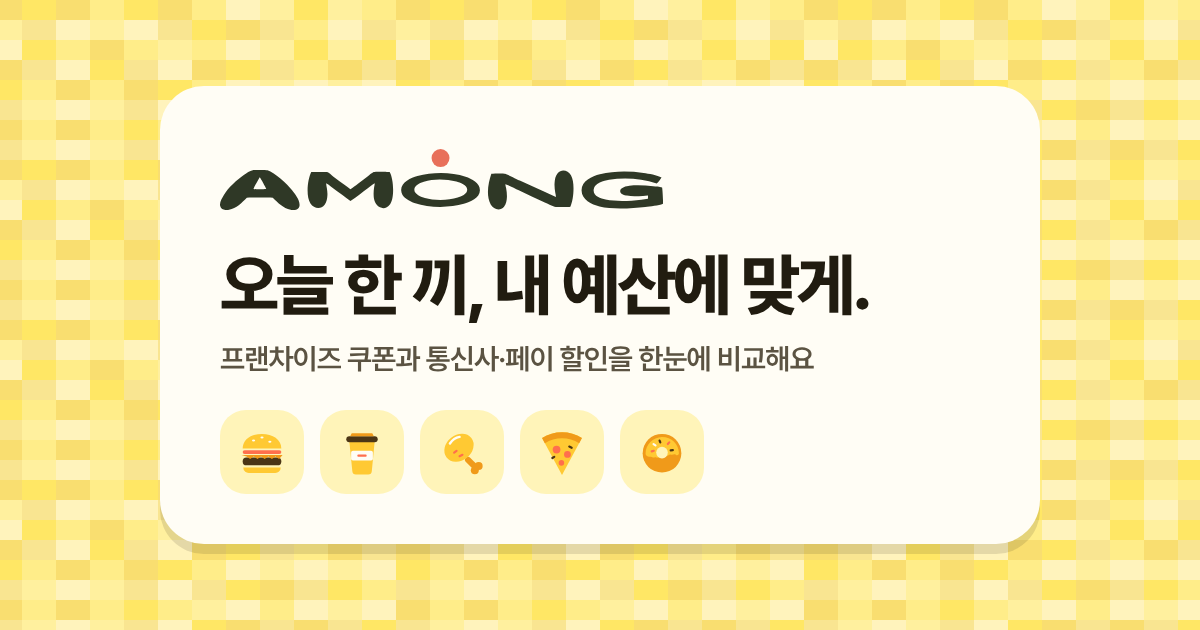 AMONG
오늘 한 끼, 내 예산에 맞게.
프랜차이즈 쿠폰과 통신사·페이 할인을 한눈에 비교해요